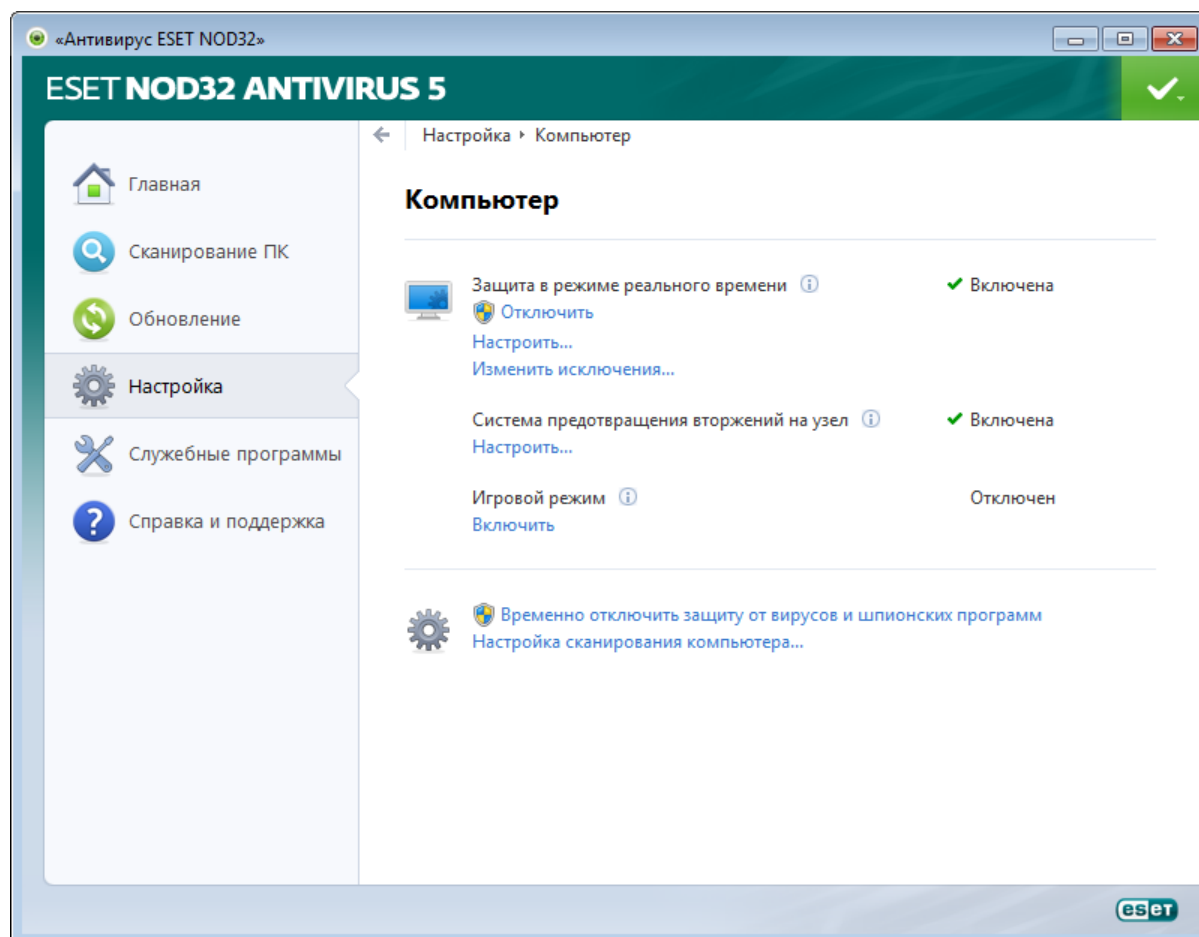 «Антивирус ESET NOD32»
ESET NOD32 ANTIVIRUS 5
Настройка Компьютер
Главная
Сканирование ПК
Обновление
Настройка
Служебные программы
Справка и поддержка
Компьютер
Защита в режиме реального времени Включена
Отключить
Настроить...
Изменить исключения...
Система предотвращения вторжений на узел Включена
Настроить...
Игровой режим Отключен
Включить
Временно отключить защиту от вирусов и шпионских программ
Настройка сканирования компьютера...
eset